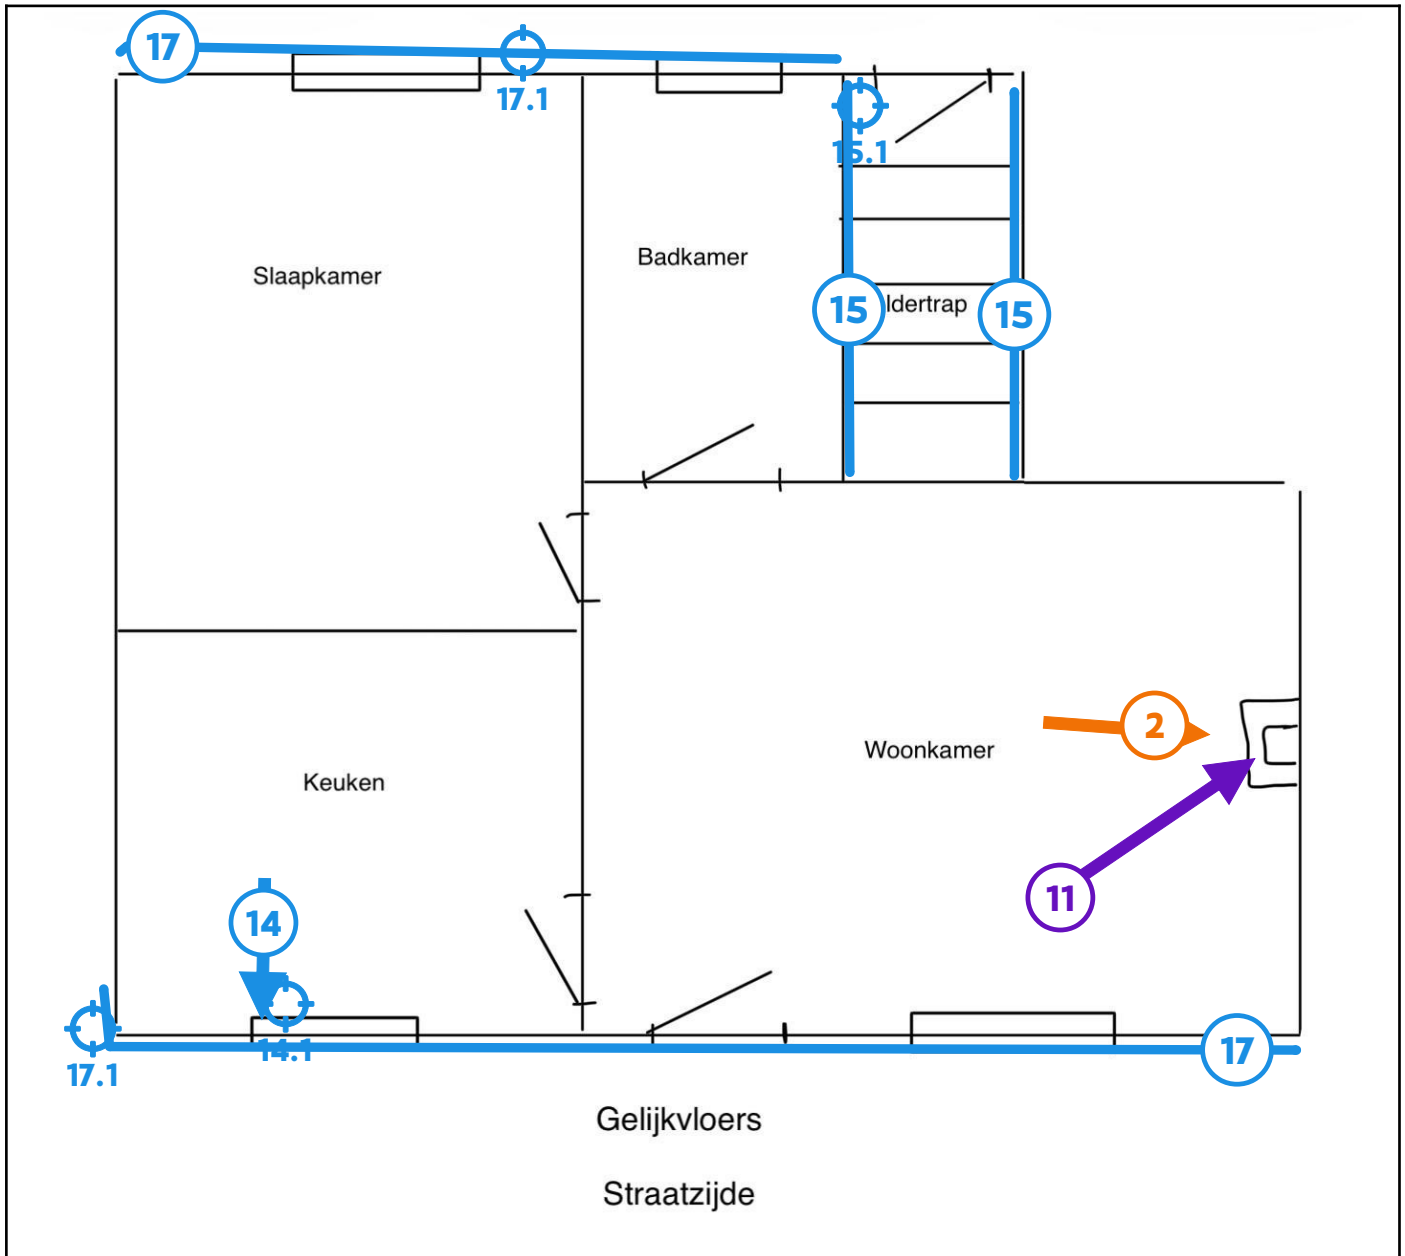 17
17.1
15.1
Slaapkamer
Badkamer
15
ldertrap
15
2
Woonkamer
Keuken
11
14
14.1
17.1
17
Gelijkvloers
Straatzijde